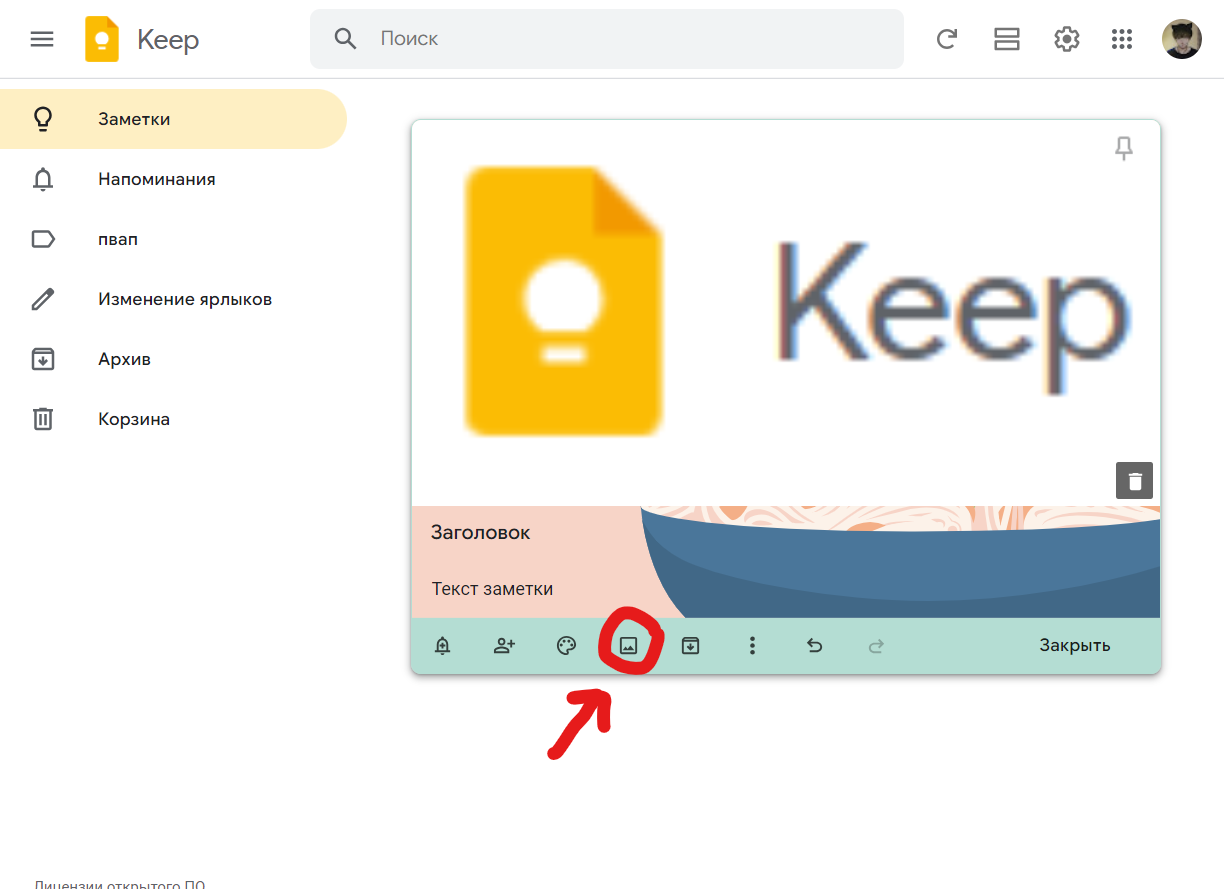 Keep
Поиск
Заметки
Напоминания
пвап
Изменение ярлыков
Архив
Корзина
Keep
Заголовок
Текст заметки
Закрыть
Лицензии открытого ПО